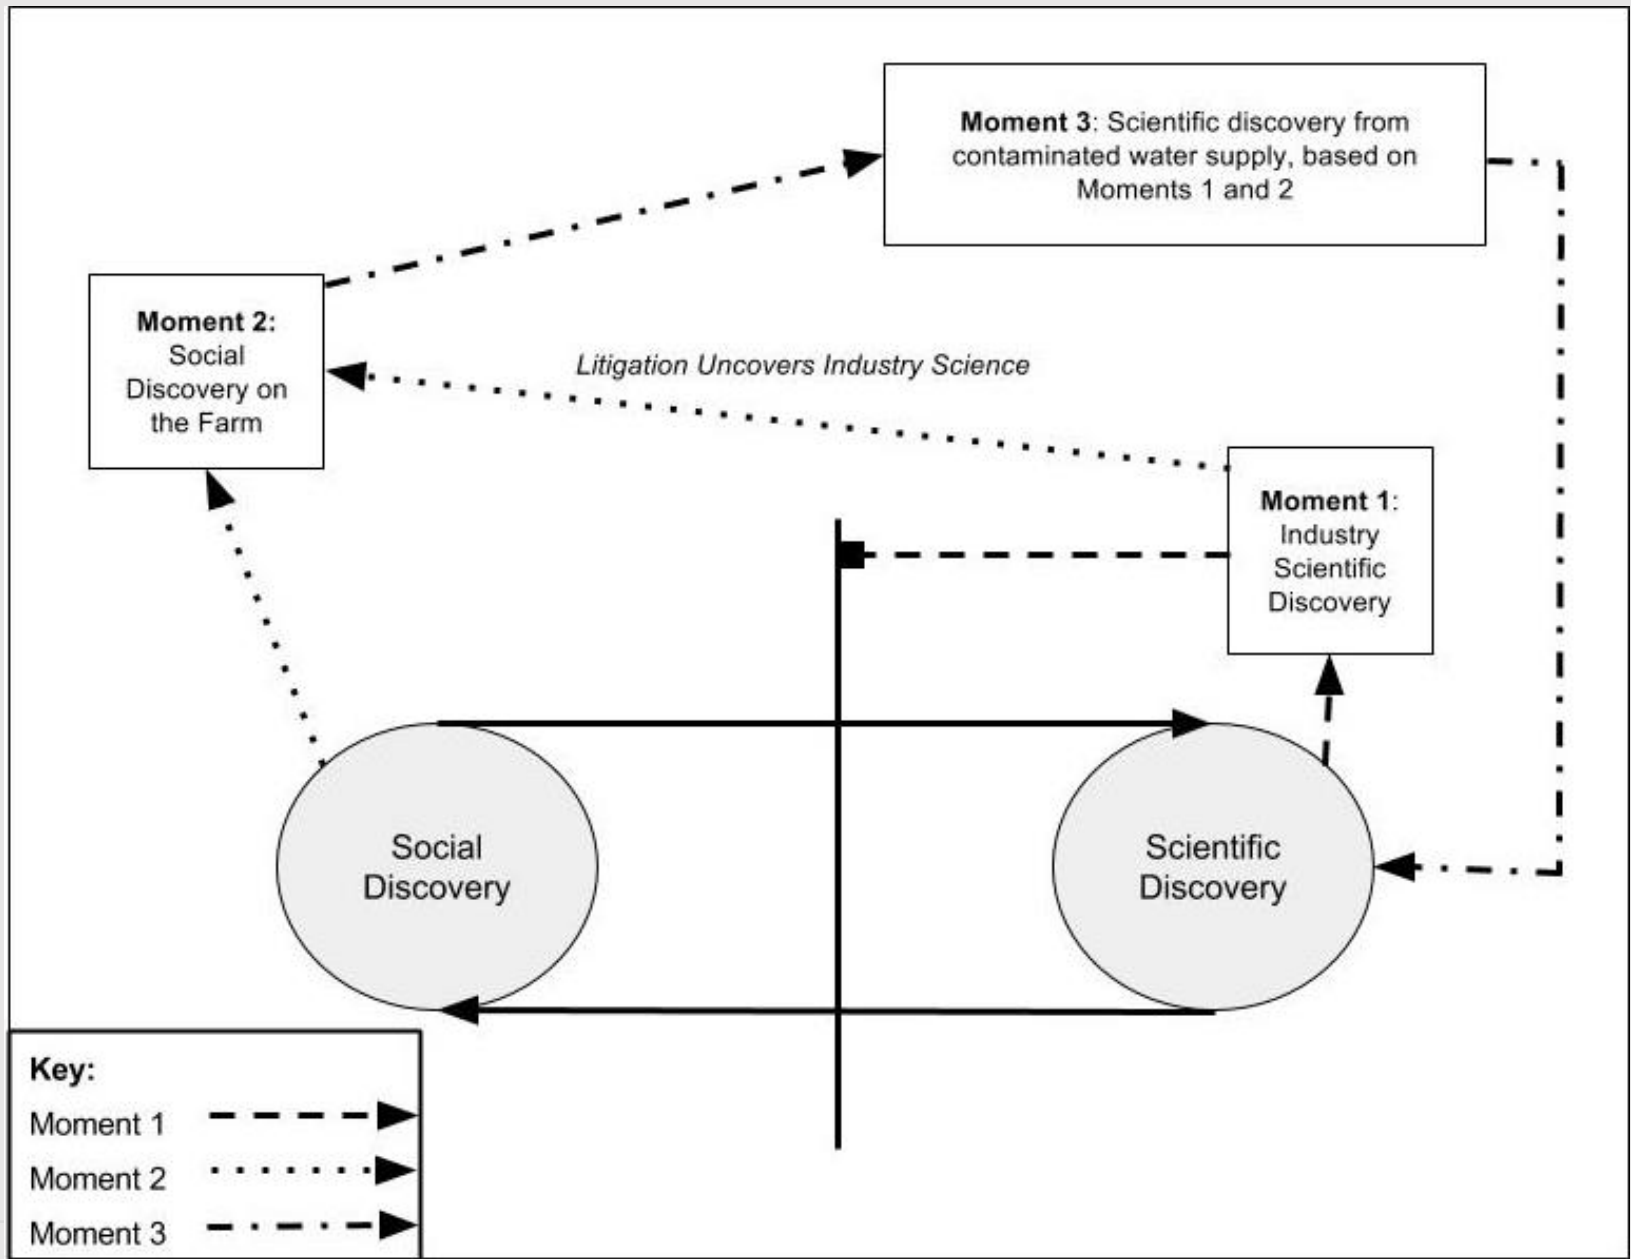 Moment 3: Scientific discovery from
contaminated water supply, based on
Moments 1 and 2
Moment 2:
Social
Discovery on
the Farm
Litigation Uncovers Industry Science
Moment 1:
Industry
Scientific
Discovery
Social
Discovery
Scientific
Discovery
Key:
Moment 1
Moment 2
Moment 3